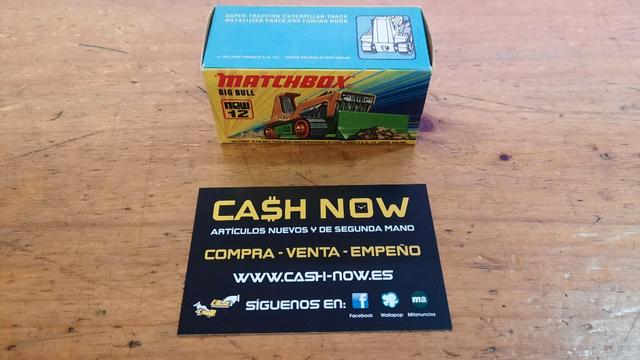 SUPER TRACTION CATERPILLAR TRACK
METALLIZED PARTS AND TOWING HOOK
MATCHBOX
BIG BULL
new
12
CA$H NOW
ARTÍCULOS NUEVOS Y DE SEGUNDA MANO
COMPRA - VENTA - EMPEÑO
WWW.CASH-NOW.ES
SÍGUENOS EN:
Facebook
Wallapop
ma
Milanuncios